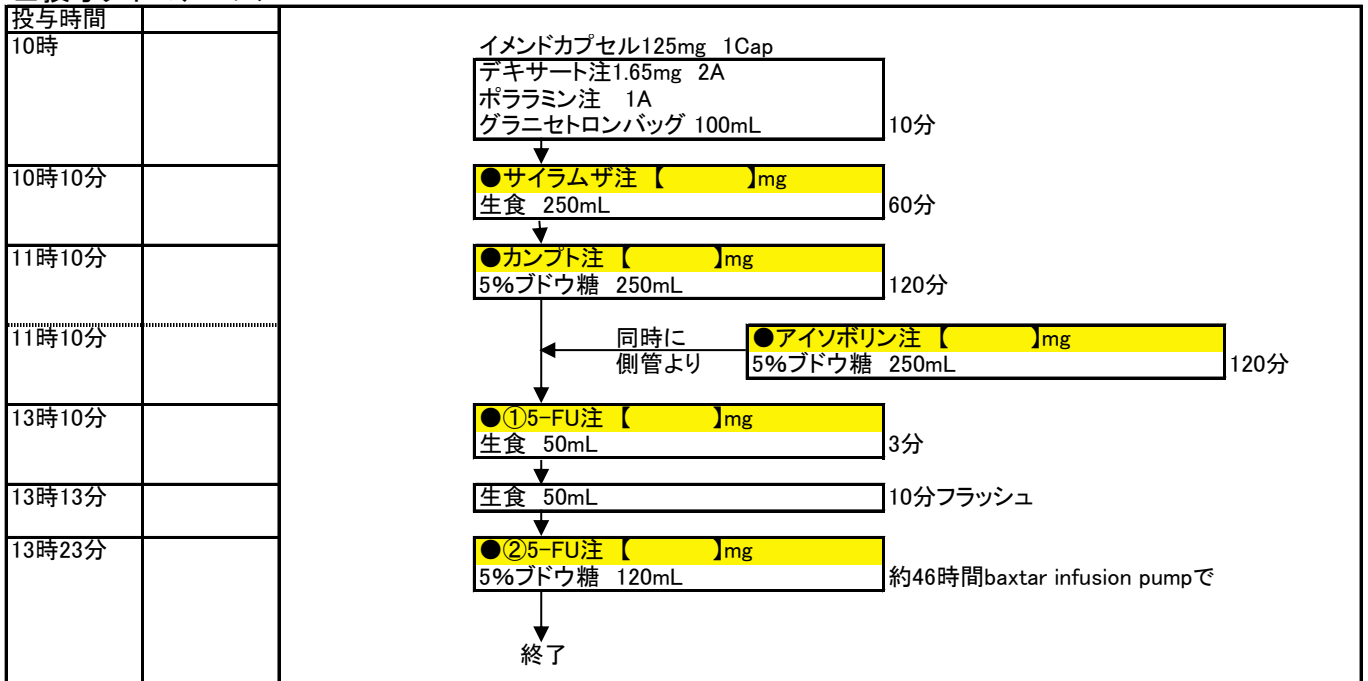 投与時間
10時
イメンドカプセル125mg 1Cap
デキサート注1.65mg 2A
ポララミン注 1A
グラニセトロンバッグ 100mL 10分
10時10分
●サイラムザ注 【 】mg
生食 250mL 60分
11時10分
●カンプト注 【 】mg
5%ブドウ糖 250mL 120分
11時10分
同時に
側管より
●アイソボリン注 【 】mg
5%ブドウ糖 250mL 120分
13時10分
●①5-FU注 【 】mg
生食 50mL 3分
13時13分
生食 50mL 10分フラッシュ
13時23分
●②5-FU注 【 】mg
5%ブドウ糖 120mL 約46時間baxtar infusion pumpで
終了